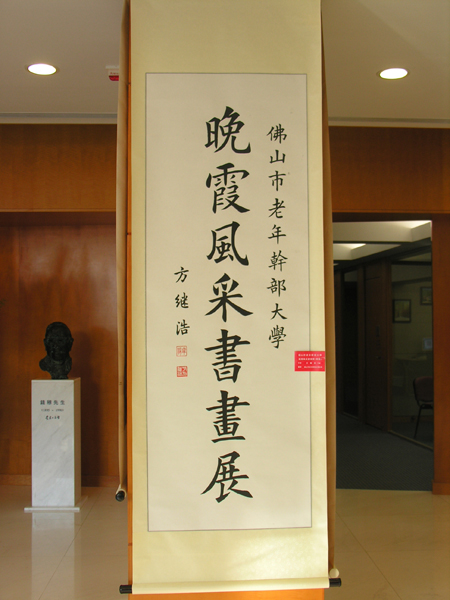 佛山市老年幹部大學
晚霞風采書畫展
方继浩